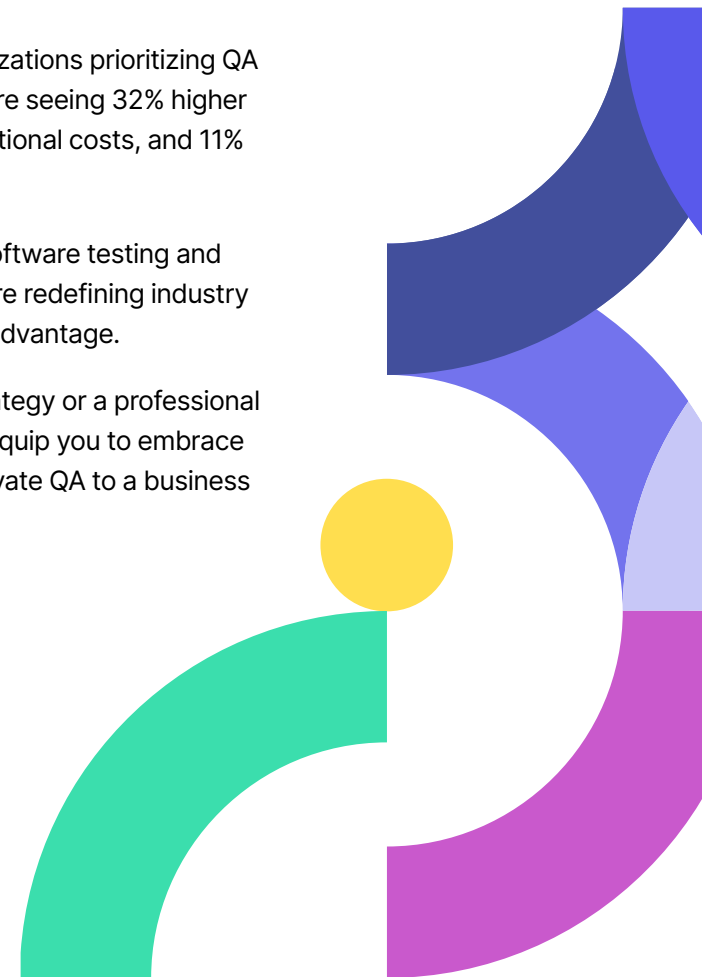 zations prioritizing QA
re seeing 32% higher
tional costs, and 11%
oftware testing and
re redefining industry
dvantage.
tegy or a professional
quip you to embrace
vate QA to a business